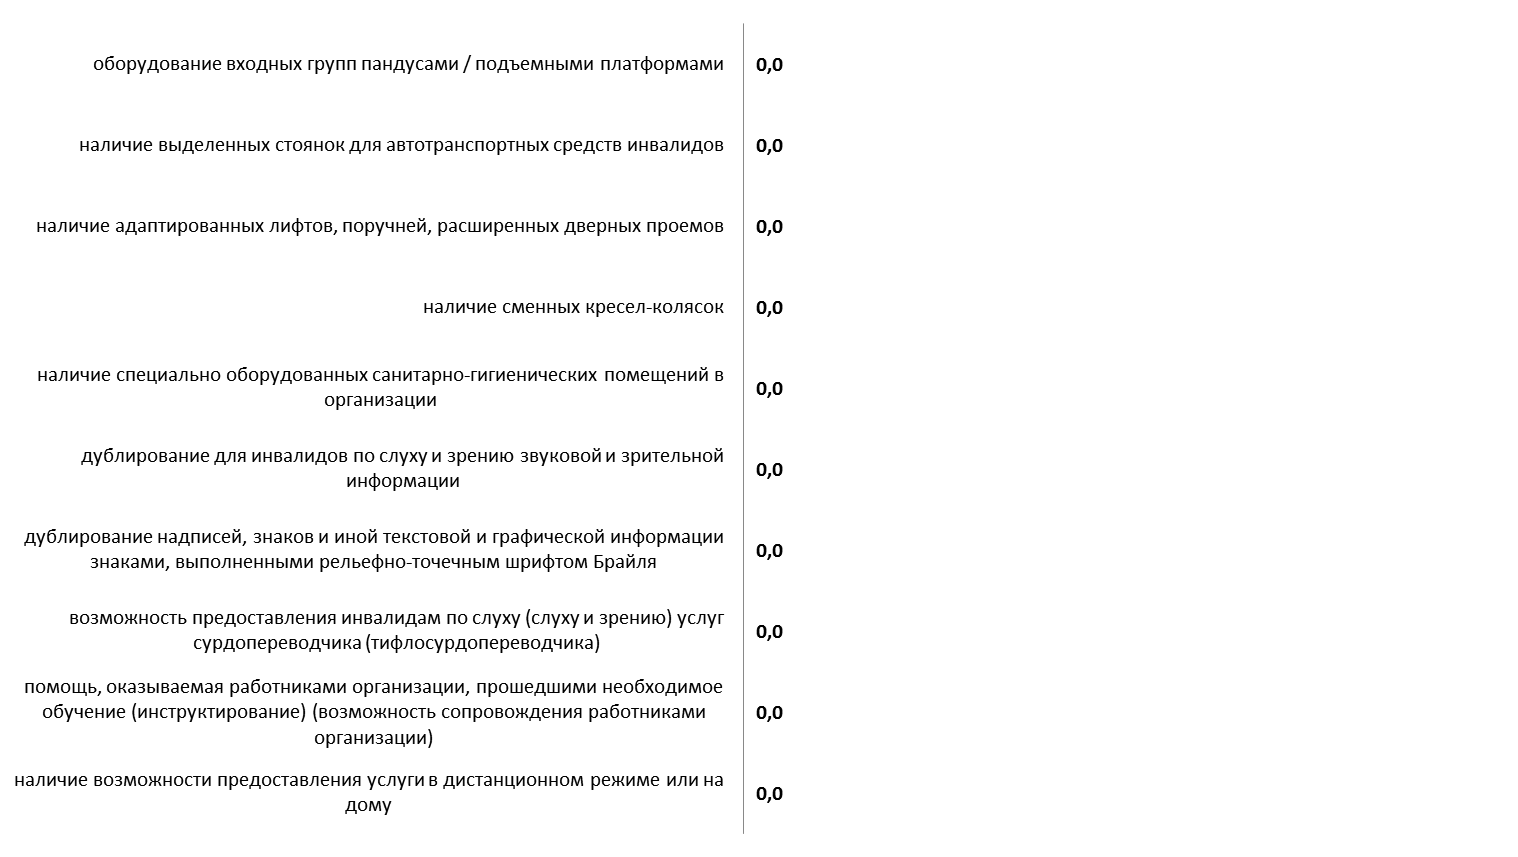 оборудование входных групп пандусами / подъемными платформами 0,0
наличие выделенных стоянок для автотранспортных средств инвалидов 0,0
наличие адаптированных лифтов, поручней, расширенных дверных проемов 0,0
наличие сменных кресел-колясок 0,0
наличие специально оборудованных санитарно-гигиенических помещений в
организации 0,0
дублирование для инвалидов по слуху и зрению звуковой и зрительной
информации 0,0
дублирование надписей, знаков и иной текстовой и графической информации
знаками, выполненными рельефно-точечным шрифтом Брайля 0,0
возможность предоставления инвалидам по слуху (слуху и зрению) услуг
сурдопереводчика (тифлосурдопереводчика) 0,0
помощь, оказываемая работниками организации, прошедшими необходимое
обучение (инструктирование) (возможность сопровождения работниками
организации) 0,0
наличие возможности предоставления услуги в дистанционном режиме или на
дому 0,0